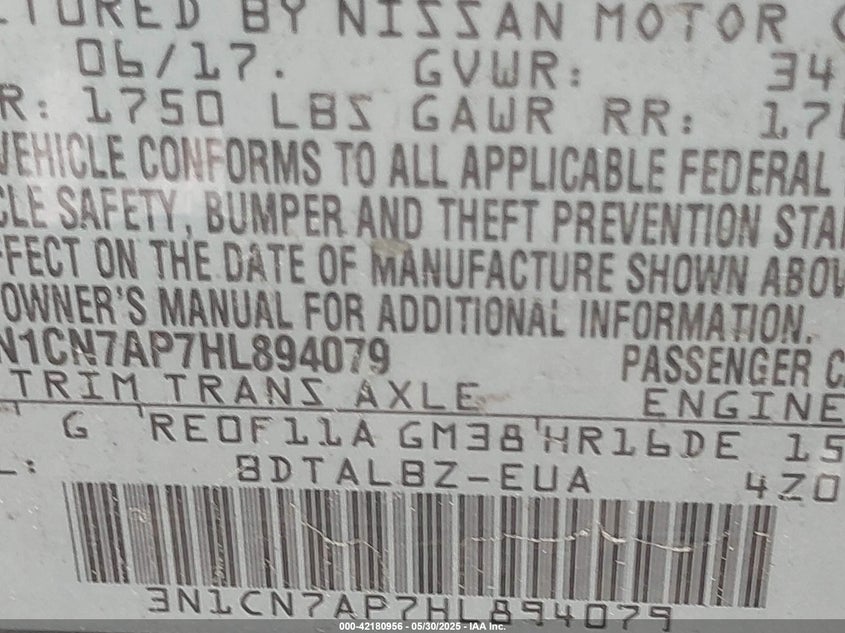 TURED BY NISSAN MOTOR C
06/17. GVWR: 34
R: 1750 LBS GAWR RR: 17
VEHICLE CONFORMS TO ALL APPLICABLE FEDERAL
CLE SAFETY, BUMPER AND THEFT PREVENTION STA
FFECT ON THE DATE OF MANUFACTURE SHOWN ABOV
OWNER'S MANUAL FOR ADDITIONAL INFORMATION.
N1CN7AP7HL894079 PASSENGER C
TRIM TRANS AXLE ENGINE
G RE0F11A GM38 HR16DE 15
L: BDTALBZ-EUA 4Z0
3N1CN7AP7HL894079
000-42180956 - 05/30/2025 - IAA Inc.